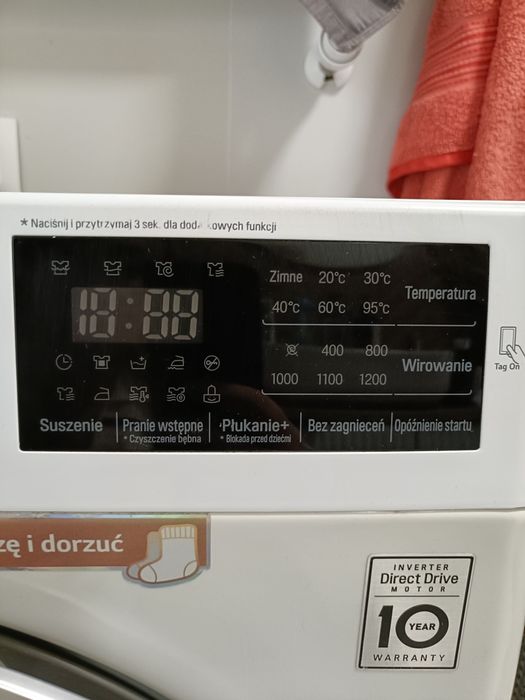 * Naciśnij i przytrzymaj 3 sek. dla dodatkowych funkcji
Zimne 20°c 30°c
40°c 60°c 95°c
Temperatura
400 800
1000 1100 1200
Wirowanie
Tag On
Suszenie
Pranie wstępne
* Czyszczenie bębna
Płukanie+
* Blokada przed dziećmi
Bez zagnieceń
Opóźnienie startu
zę i dorzuć
INVERTER
Direct Drive
MOTOR
10 YEAR
WARRANTY